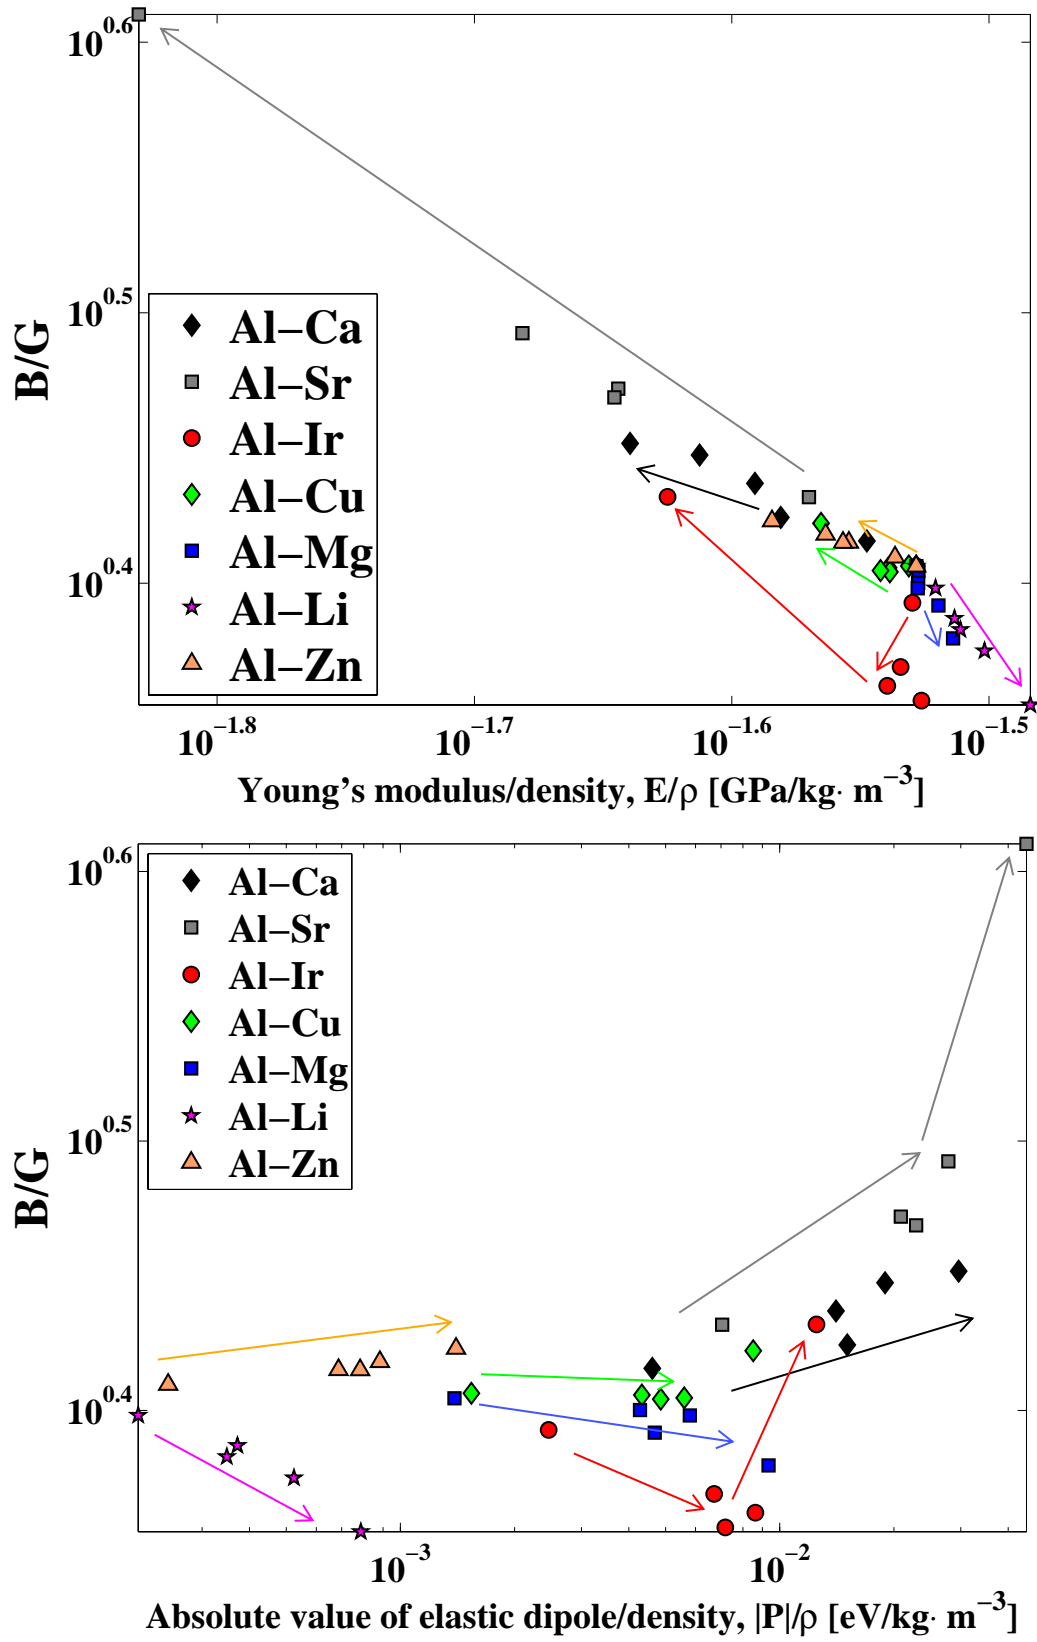 10^0.6
10^0.5
10^0.4
B/G
Al−Ca
Al−Sr
Al−Ir
Al−Cu
Al−Mg
Al−Li
Al−Zn
10^−1.8 10^−1.7 10^−1.6 10^−1.5
Young's modulus/density, E/ρ [GPa/kg· m^−3]
10^0.6
10^0.5
10^0.4
B/G
Al−Ca
Al−Sr
Al−Ir
Al−Cu
Al−Mg
Al−Li
Al−Zn
10^−3 10^−2
Absolute value of elastic dipole/density, |P|/ρ [eV/kg· m^−3]